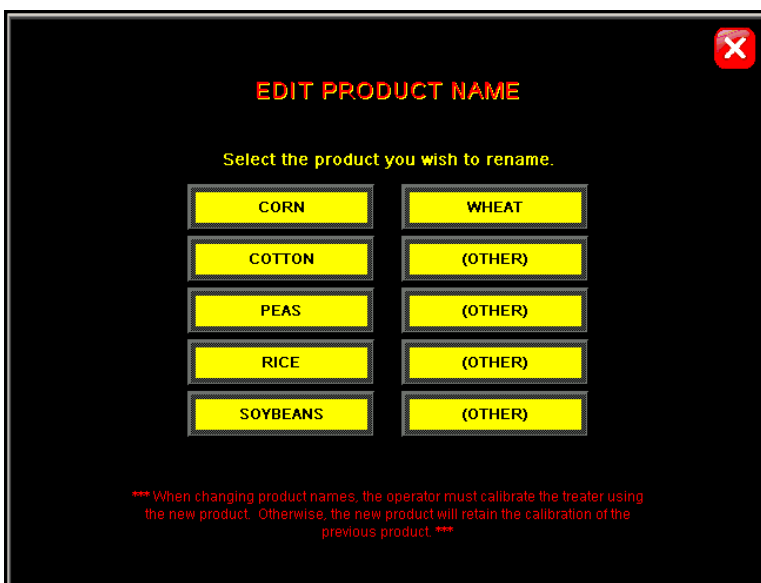 EDIT PRODUCT NAME
Select the product you wish to rename.
CORN
WHEAT
COTTON
(OTHER)
PEAS
(OTHER)
RICE
(OTHER)
SOYBEANS
(OTHER)
*** When changing product names, the operator must calibrate the treater using
the new product. Otherwise, the new product will retain the calibration of the
previous product. ***